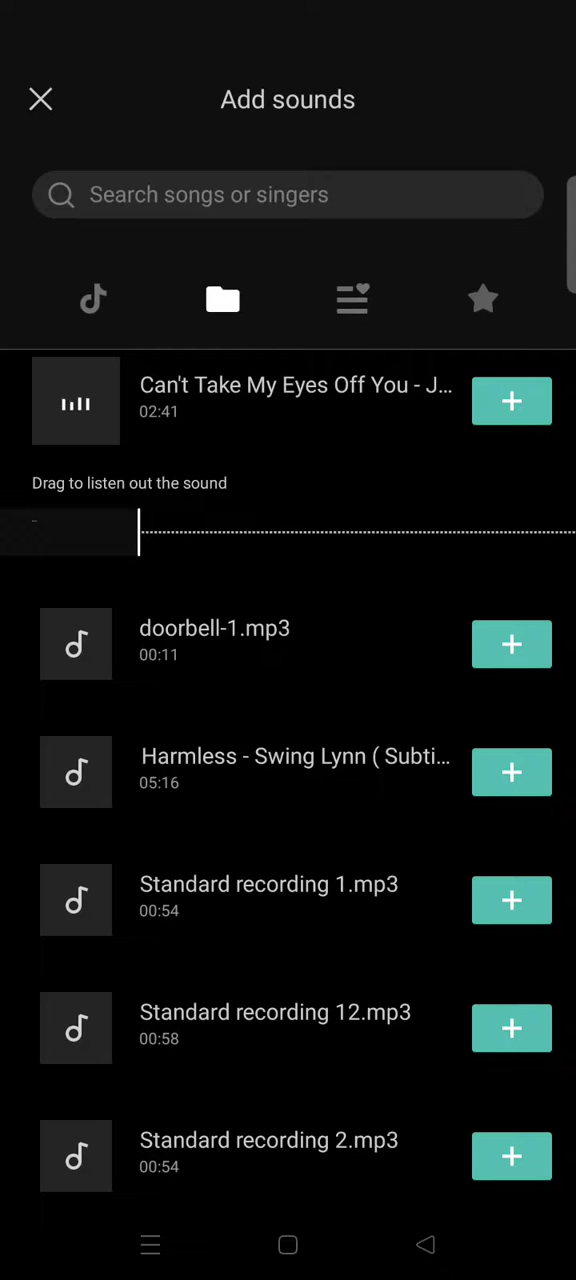 Add sounds
Search songs or singers
Can't Take My Eyes Off You - J...
02:41
Drag to listen out the sound
doorbell-1.mp3
00:11
Harmless - Swing Lynn ( Subti...
05:16
Standard recording 1.mp3
00:54
Standard recording 12.mp3
00:58
Standard recording 2.mp3
00:54